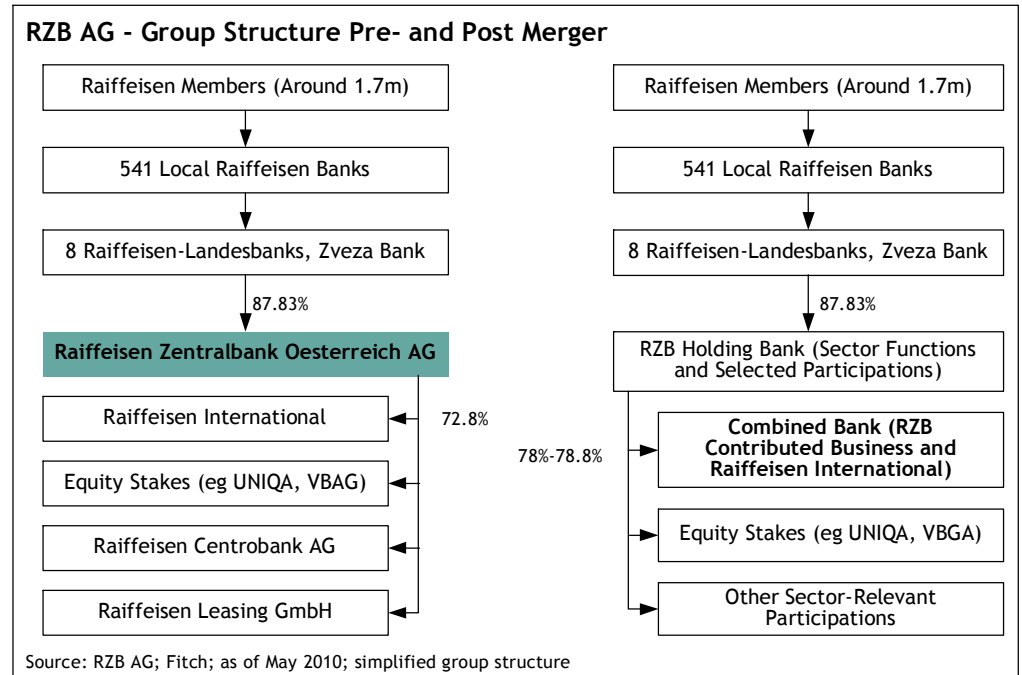 RZB AG - Group Structure Pre- and Post Merger
Raiffeisen Members (Around 1.7m)
541 Local Raiffeisen Banks
8 Raiffeisen-Landesbanks, Zveza Bank
87.83%
Raiffeisen Zentralbank Oesterreich AG
Raiffeisen International
72.8%
Equity Stakes (eg UNIQA, VBAG)
Raiffeisen Centrobank AG
Raiffeisen Leasing GmbH
Raiffeisen Members (Around 1.7m)
541 Local Raiffeisen Banks
8 Raiffeisen-Landesbanks, Zveza Bank
87.83%
RZB Holding Bank (Sector Functions
and Selected Participations)
78%-78.8%
Combined Bank (RZB
Contributed Business and
Raiffeisen International)
Equity Stakes (eg UNIQA, VBGA)
Other Sector-Relevant
Participations
Source: RZB AG; Fitch; as of May 2010; simplified group structure